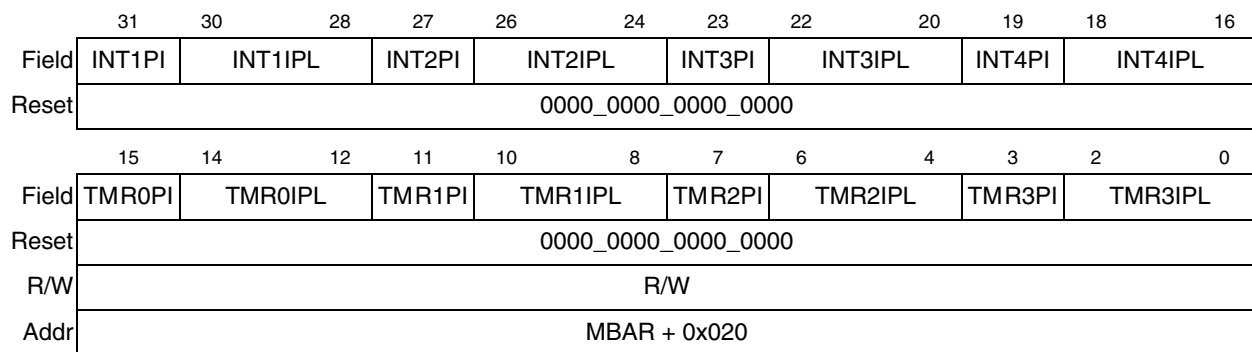 31 30 28 27 26 24 23 22 20 19 18 16
Field INT1PI INT1IPL INT2PI INT2IPL INT3PI INT3IPL INT4PI INT4IPL
Reset 0000_0000_0000_0000
15 14 12 11 10 8 7 6 4 3 2 0
Field TMR0PI TMR0IPL TMR1PI TMR1IPL TMR2PI TMR2IPL TMR3PI TMR3IPL
Reset 0000_0000_0000_0000
R/W R/W
Addr MBAR + 0x020